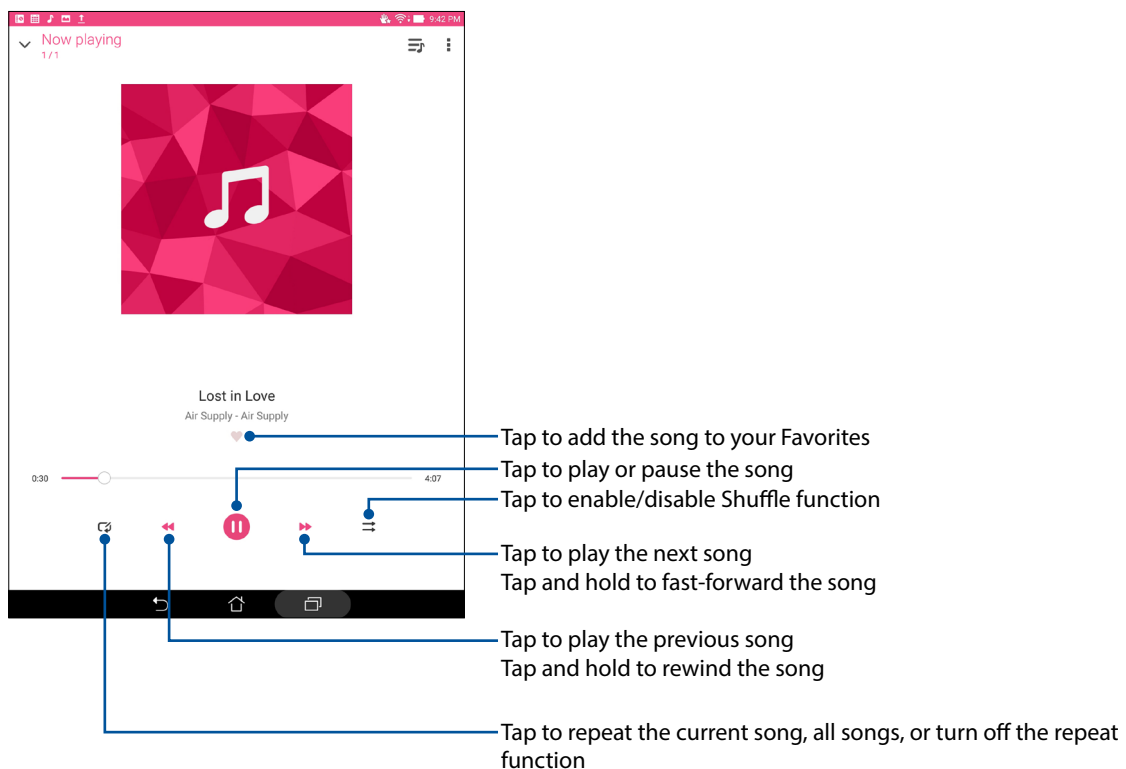 9:42 PM
Now playing
1/1
Lost in Love
Air Supply - Air Supply
Tap to add the song to your Favorites
Tap to play or pause the song
0:30
4:07
Tap to enable/disable Shuffle function
Tap to play the next song
Tap and hold to fast-forward the song
Tap to play the previous song
Tap and hold to rewind the song
Tap to repeat the current song, all songs, or turn off the repeat
function